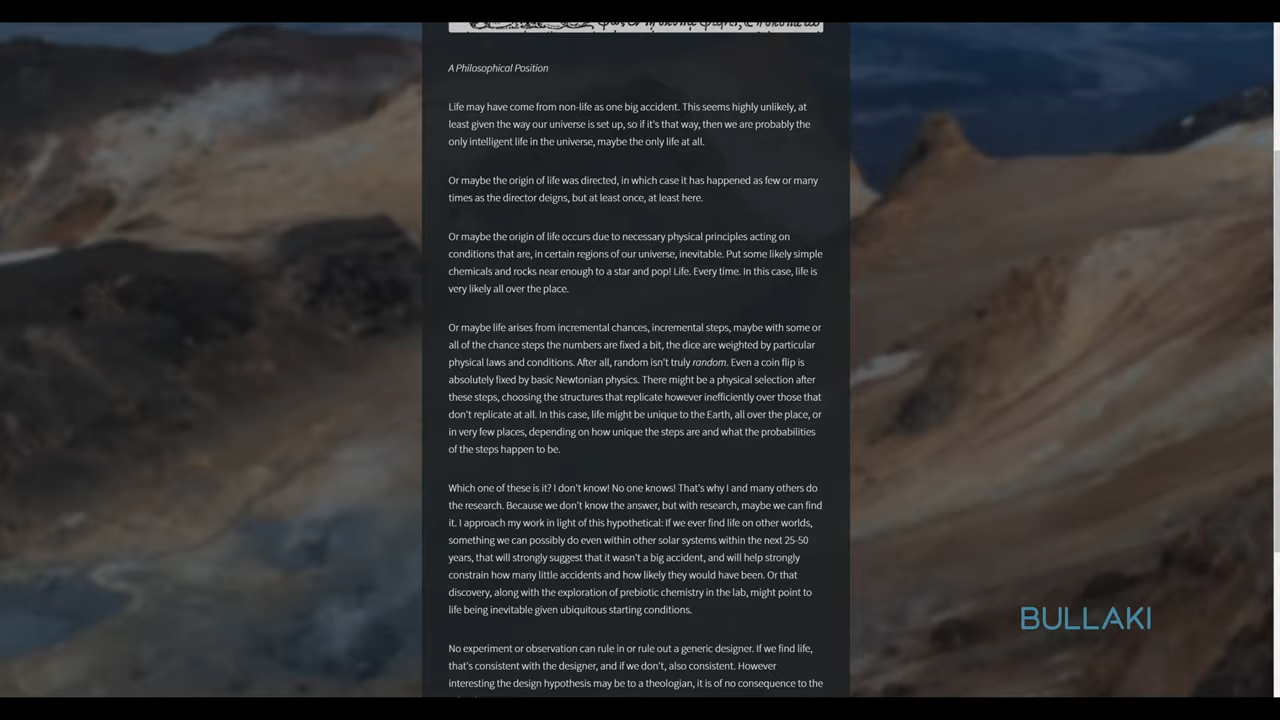 A Philosophical Position
Life may have come from non-life as one big accident. This seems highly unlikely, at
least given the way our universe is set up, so if it's that way, then we are probably the
only intelligent life in the universe, maybe the only life at all.
Or maybe the origin of life was directed, in which case it has happened as few or many
times as the director deigns, but at least once, at least here.
Or maybe the origin of life occurs due to necessary physical principles acting on
conditions that are, in certain regions of our universe, inevitable. Put some likely simple
chemicals and rocks near enough to a star and pop! Life. Every time. In this case, life is
very likely all over the place.
Or maybe life arises from incremental chances, incremental steps, maybe with some or
all of the chance steps the numbers are fixed a bit, the dice are weighted by particular
physical laws and conditions. After all, random isn't truly random. Even a coin flip is
absolutely fixed by basic Newtonian physics. There might be a physical selection after
these steps, choosing the structures that replicate however inefficiently over those that
don't replicate at all. In this case, life might be unique to the Earth, all over the place, or
in very few places, depending on how unique the steps are and what the probabilities
of the steps happen to be.
Which one of these is it? I don't know! No one knows! That's why I and many others do
the research. Because we don't know the answer, but with research, maybe we can find
it. I approach my work in light of this hypothetical: If we ever find life on other worlds,
something we can possibly do even within other solar systems within the next 25-50
years, that will strongly suggest that it wasn't a big accident, and will help strongly
constrain how many little accidents and how likely they would have been. Or that
discovery, along with the exploration of prebiotic chemistry in the lab, might point to
life being inevitable given ubiquitous starting conditions.
BULLAKI
No experiment or observation can rule in or rule out a generic designer. If we find life,
that's consistent with the designer, and if we don't, also consistent. However
interesting the design hypothesis may be to a theologian, it is of no consequence to the